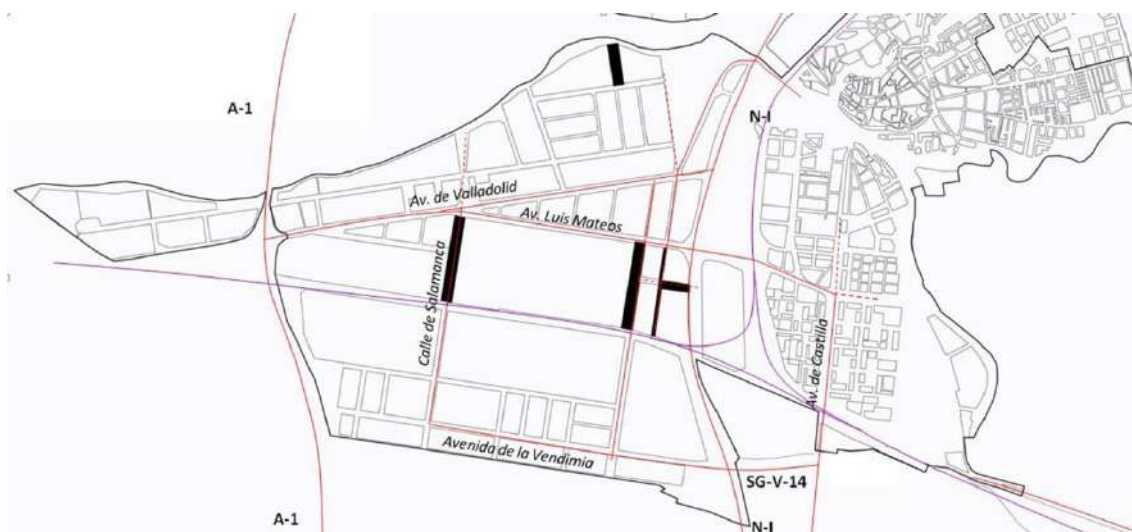 A-1
N-I
Av. de Valladolid
Av. Luis Mateos
Calle de Salamanca
Av. de Castilla
Avenida de la Vendimia
SG-V-14
A-1
N-I